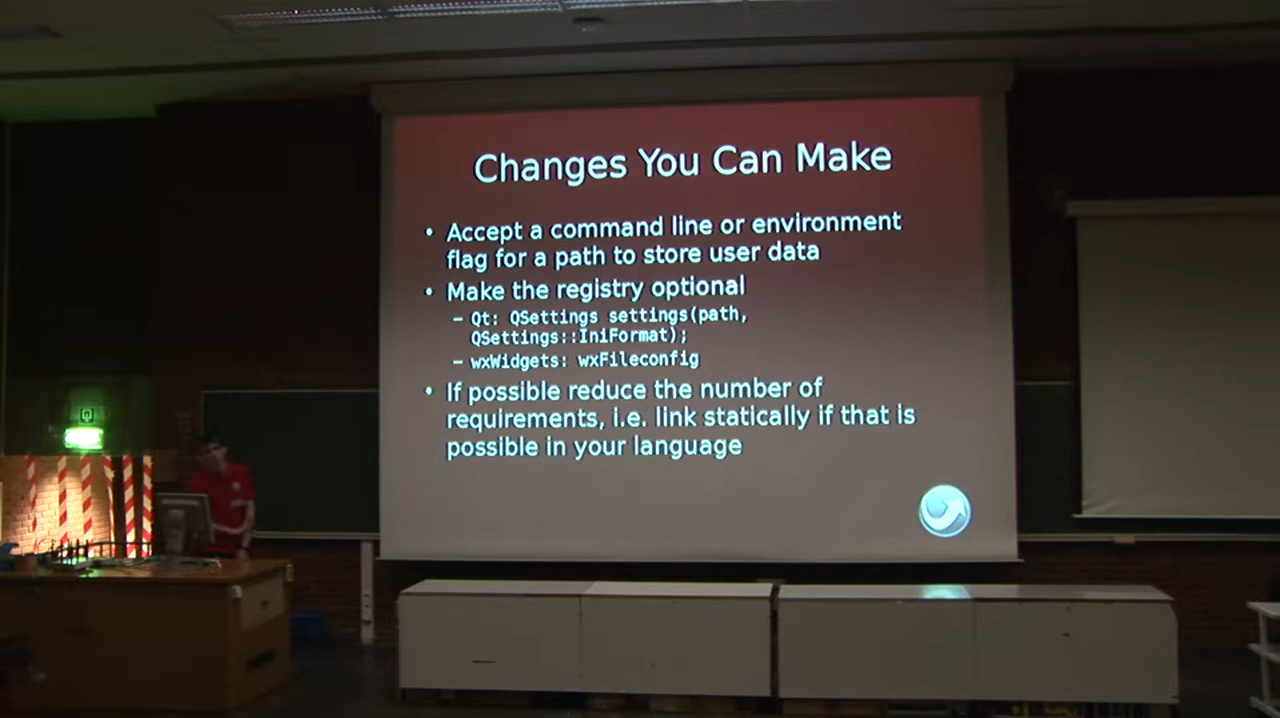 Changes You Can Make
• Accept a command line or environment
flag for a path to store user data
• Make the registry optional
– Qt: QSettings settings(path,
QSettings::IniFormat);
– wxWidgets: wxFileconfig
• If possible reduce the number of
requirements, i.e. link statically if that is
possible in your language